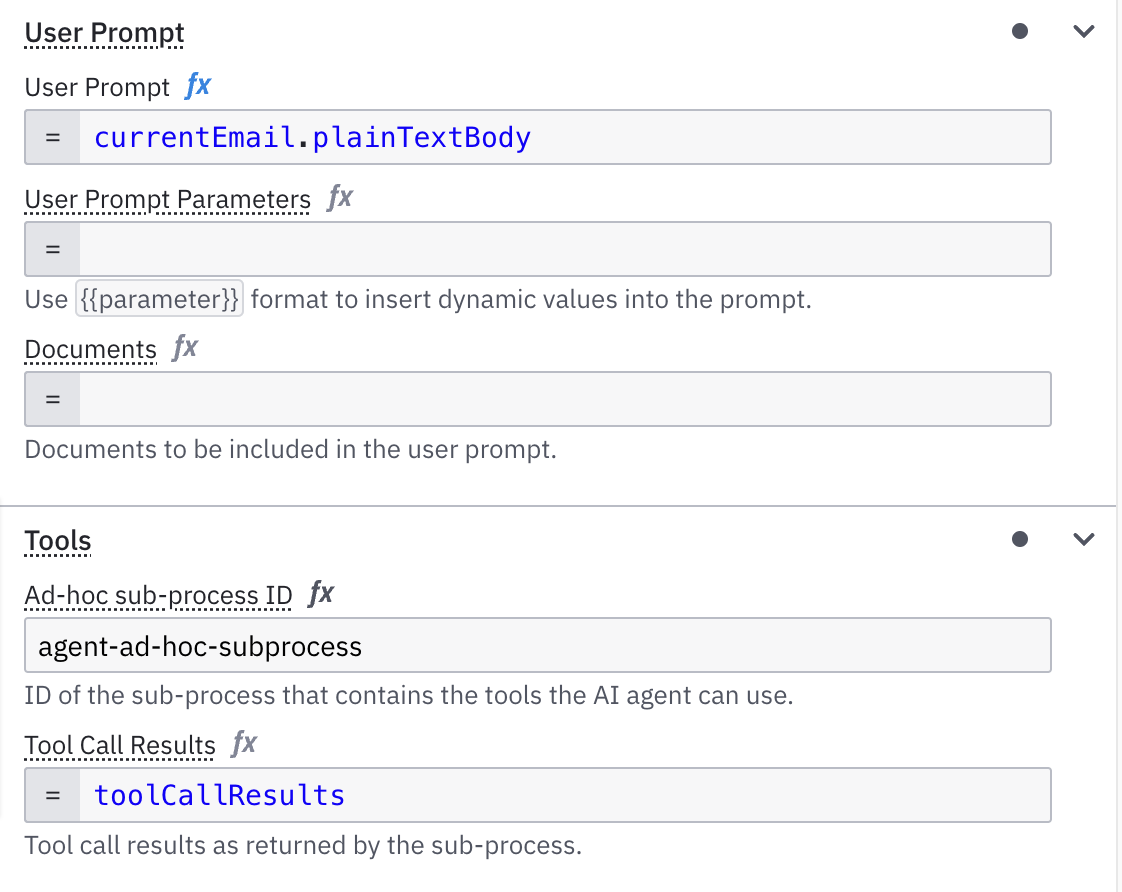 User Prompt
User Prompt fx
= currentEmail.plainTextBody
User Prompt Parameters fx
=
Use {{parameter}} format to insert dynamic values into the prompt.
Documents fx
=
Documents to be included in the user prompt.
Tools
Ad-hoc sub-process ID fx
agent-ad-hoc-subprocess
ID of the sub-process that contains the tools the AI agent can use.
Tool Call Results fx
= toolCallResults
Tool call results as returned by the sub-process.